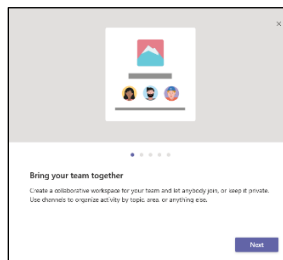 Bring your team together
Create a collaborative workspace for your team and let anybody join, or keep it private.
Use channels to organize activity by topic, area, or anything else.
Next